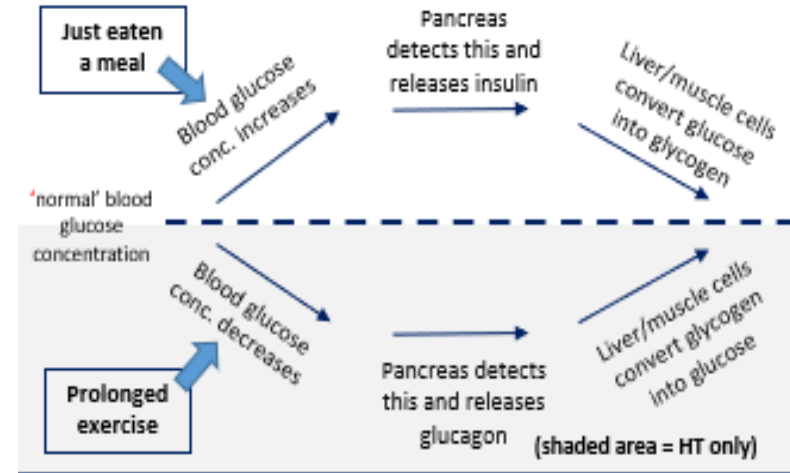 Just eaten
a meal
Blood glucose
conc. increases
Pancreas
detects this and
releases insulin
Liver/muscle cells
convert glucose
into glycogen
‘normal’ blood
glucose
concentration
Blood glucose
conc. decreases
Prolonged
exercise
Pancreas detects
this and releases
glucagon
Liver/muscle cells
convert glycogen
into glucose
(shaded area = HT only)